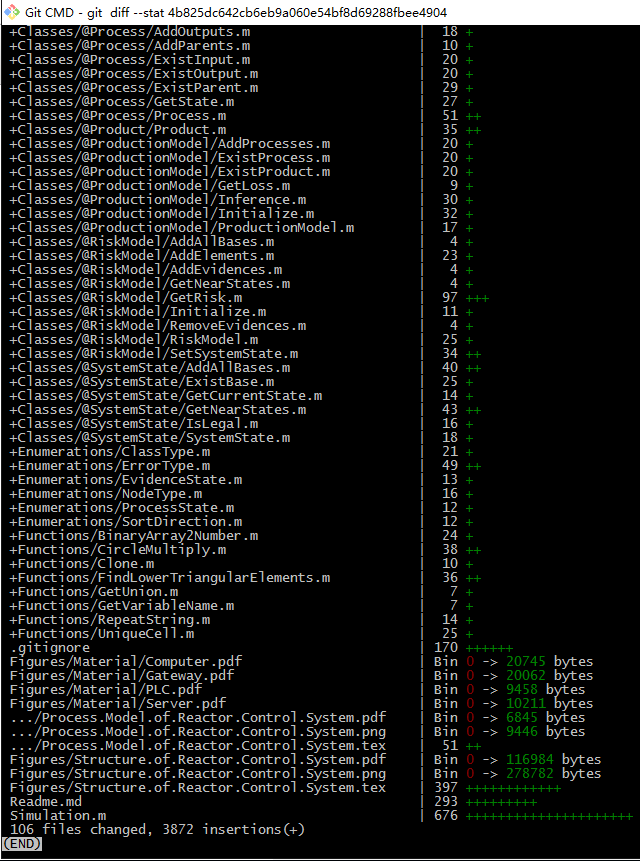 Git CMD - git  diff --stat 4b825dc642cb6eb9a060e54bf8d69288fbee4904
+Classes/@Process/AddOutputs.m | 18 +
+Classes/@Process/AddParents.m | 10 +
+Classes/@Process/ExistInput.m | 20 +
+Classes/@Process/ExistOutput.m | 20 +
+Classes/@Process/ExistParent.m | 29 +
+Classes/@Process/GetState.m | 27 +
+Classes/@Process/Process.m | 51 ++
+Classes/@Product/Product.m | 35 ++
+Classes/@ProductionModel/AddProcesses.m | 20 +
+Classes/@ProductionModel/ExistProcess.m | 20 +
+Classes/@ProductionModel/ExistProduct.m | 20 +
+Classes/@ProductionModel/GetLoss.m | 9 +
+Classes/@ProductionModel/Inference.m | 30 +
+Classes/@ProductionModel/Initialize.m | 32 +
+Classes/@ProductionModel/ProductionModel.m | 17 +
+Classes/@RiskModel/AddAllBases.m | 4 +
+Classes/@RiskModel/AddElements.m | 23 +
+Classes/@RiskModel/AddEvidences.m | 4 +
+Classes/@RiskModel/GetNearStates.m | 4 +
+Classes/@RiskModel/GetRisk.m | 97 +++
+Classes/@RiskModel/Initialize.m | 11 +
+Classes/@RiskModel/RemoveEvidences.m | 4 +
+Classes/@RiskModel/RiskModel.m | 25 +
+Classes/@RiskModel/SetSystemState.m | 34 ++
+Classes/@SystemState/AddAllBases.m | 40 ++
+Classes/@SystemState/ExistBase.m | 25 +
+Classes/@SystemState/GetCurrentState.m | 14 +
+Classes/@SystemState/GetNearStates.m | 43 ++
+Classes/@SystemState/IsLegal.m | 16 +
+Classes/@SystemState/SystemState.m | 18 +
+Enumerations/ClassType.m | 21 +
+Enumerations/ErrorType.m | 49 ++
+Enumerations/EvidenceState.m | 13 +
+Enumerations/NodeType.m | 16 +
+Enumerations/ProcessState.m | 12 +
+Enumerations/SortDirection.m | 12 +
+Functions/BinaryArray2Number.m | 24 +
+Functions/CircleMultiply.m | 38 ++
+Functions/Clone.m | 10 +
+Functions/FindLowerTriangularElements.m | 36 ++
+Functions/GetUnion.m | 7 +
+Functions/GetVariableName.m | 7 +
+Functions/RepeatString.m | 14 +
+Functions/UniqueCell.m | 25 +
.gitignore | 170 ++++++
Figures/Material/Computer.pdf | Bin 0 -> 20745 bytes
Figures/Material/Gateway.pdf | Bin 0 -> 20062 bytes
Figures/Material/PLC.pdf | Bin 0 -> 9458 bytes
Figures/Material/Server.pdf | Bin 0 -> 10211 bytes
.../Process.Model.of.Reactor.Control.System.pdf | Bin 0 -> 6845 bytes
.../Process.Model.of.Reactor.Control.System.png | Bin 0 -> 9446 bytes
.../Process.Model.of.Reactor.Control.System.tex | 51 ++
Figures/Structure.of.Reactor.Control.System.pdf | Bin 0 -> 116984 bytes
Figures/Structure.of.Reactor.Control.System.png | Bin 0 -> 278782 bytes
Figures/Structure.of.Reactor.Control.System.tex | 397 ++++++++++++
Readme.md | 293 +++++++++
Simulation.m | 676 +++++++++++++++++++++
106 files changed, 3872 insertions(+)
(END)